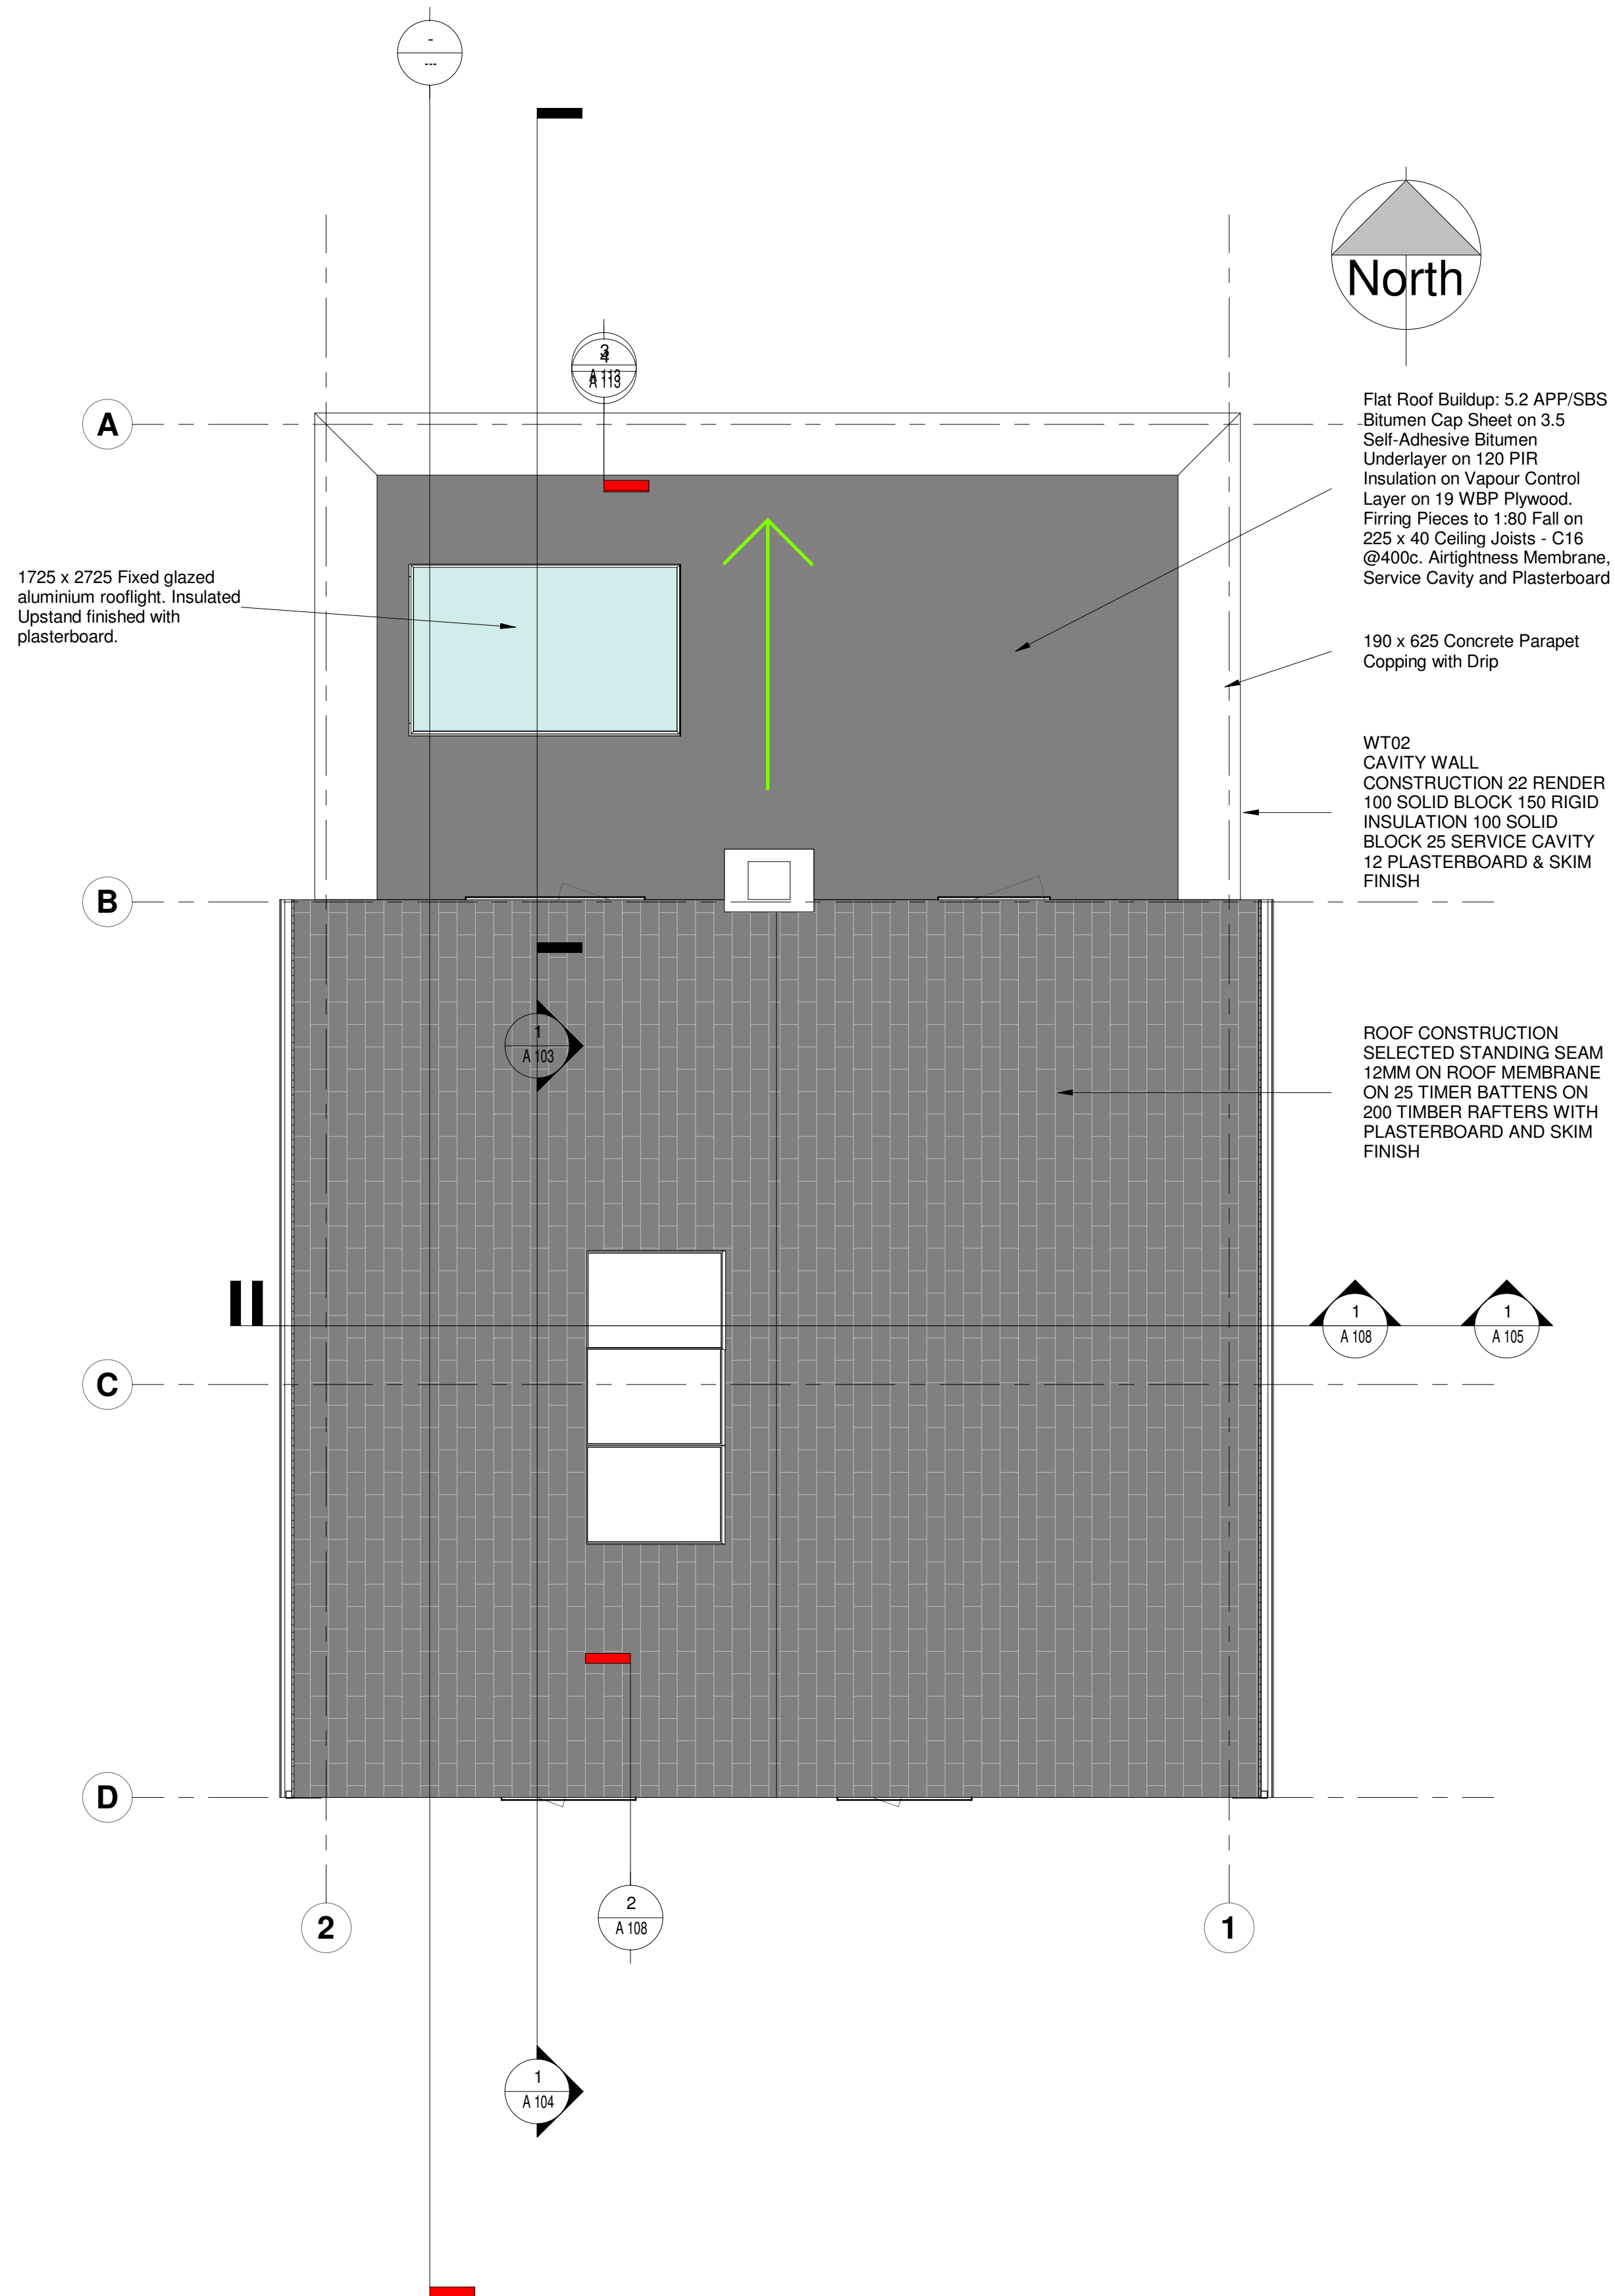 -
---
North
3
4
A 113
A 113
A
Flat Roof Buildup: 5.2 APP/SBS
Bitumen Cap Sheet on 3.5
Self-Adhesive Bitumen
Underlayer on 120 PIR
Insulation on Vapour Control
Layer on 19 WBP Plywood.
Firring Pieces to 1:80 Fall on
225 x 40 Ceiling Joists - C16
@400c. Airtightness Membrane,
Service Cavity and Plasterboard
1725 x 2725 Fixed glazed
aluminium rooflight. Insulated
Upstand finished with
plasterboard.
190 x 625 Concrete Parapet
Copping with Drip
WT02
CAVITY WALL
CONSTRUCTION 22 RENDER
100 SOLID BLOCK 150 RIGID
INSULATION 100 SOLID
BLOCK 25 SERVICE CAVITY
12 PLASTERBOARD & SKIM
FINISH
B
1
A 103
ROOF CONSTRUCTION
SELECTED STANDING SEAM
12MM ON ROOF MEMBRANE
ON 25 TIMER BATTENS ON
200 TIMBER RAFTERS WITH
PLASTERBOARD AND SKIM
FINISH
1
A 108
1
A 105
C
D
2
A 108
2
1
1
A 104